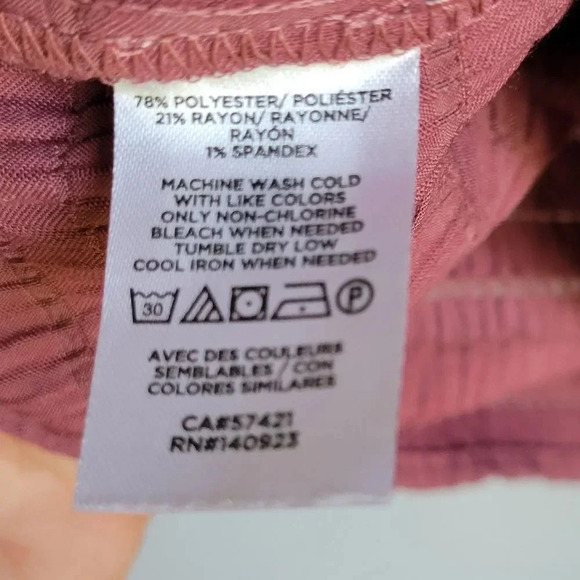 78% POLYESTER/ POLIÉSTER
21% RAYON/ RAYONNE/
RAYÓN
1% SPANDEX
MACHINE WASH COLD
WITH LIKE COLORS
ONLY NON-CHLORINE
BLEACH WHEN NEEDED
TUMBLE DRY LOW
COOL IRON WHEN NEEDED
30 P
AVEC DES COULEURS
SEMBLABLES / CON
COLORES SIMILARES
CA#57421
RN#140923